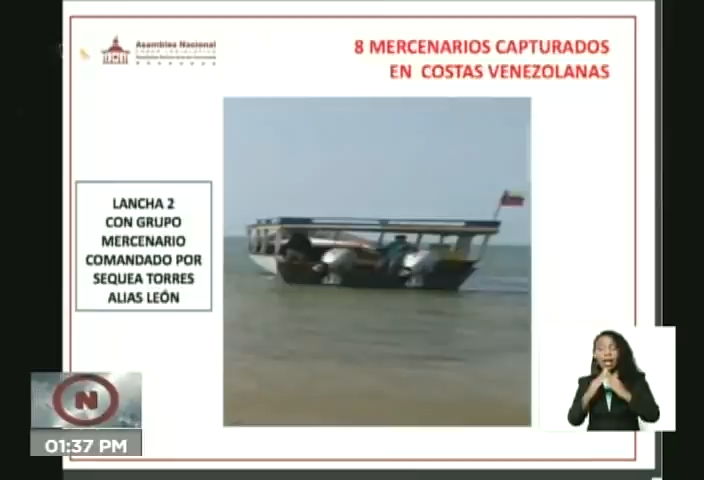 Asamblea Nacional
8 MERCENARIOS CAPTURADOS
EN COSTAS VENEZOLANAS
LANCHA 2
CON GRUPO
MERCENARIO
COMANDADO POR
SEQUEA TORRES
ALIAS LEÓN
N
01:37 PM